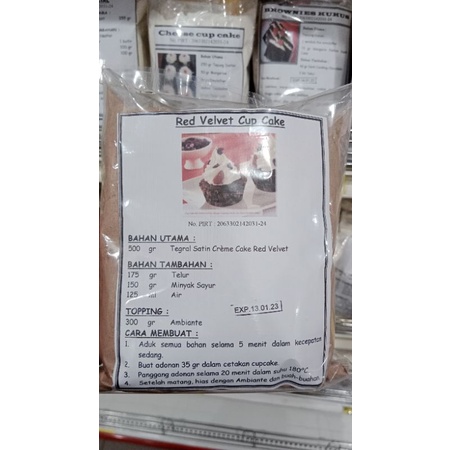 Cheese cup cake
BROWNIES KUKUS
Red Velvet Cup Cake
No. PIRT : 2063302142031-24
BAHAN UTAMA :
500 gr Tegral Satin Crème Cake Red Velvet
BAHAN TAMBAHAN :
175 gr Telur
150 gr Minyak Sayur
125 ml Air
EXP.13.01.23
TOPPING :
300 gr Ambiante
CARA MEMBUAT :
1. Aduk semua bahan selama 5 menit dalam kecepatan
sedang.
2. Buat adonan 35 gr dalam cetakan cupcake.
3. Panggang adonan selama 20 menit dalam suhu 180°C.
4. Setelah matang, hias dengan Ambiante dan buah-buahan.